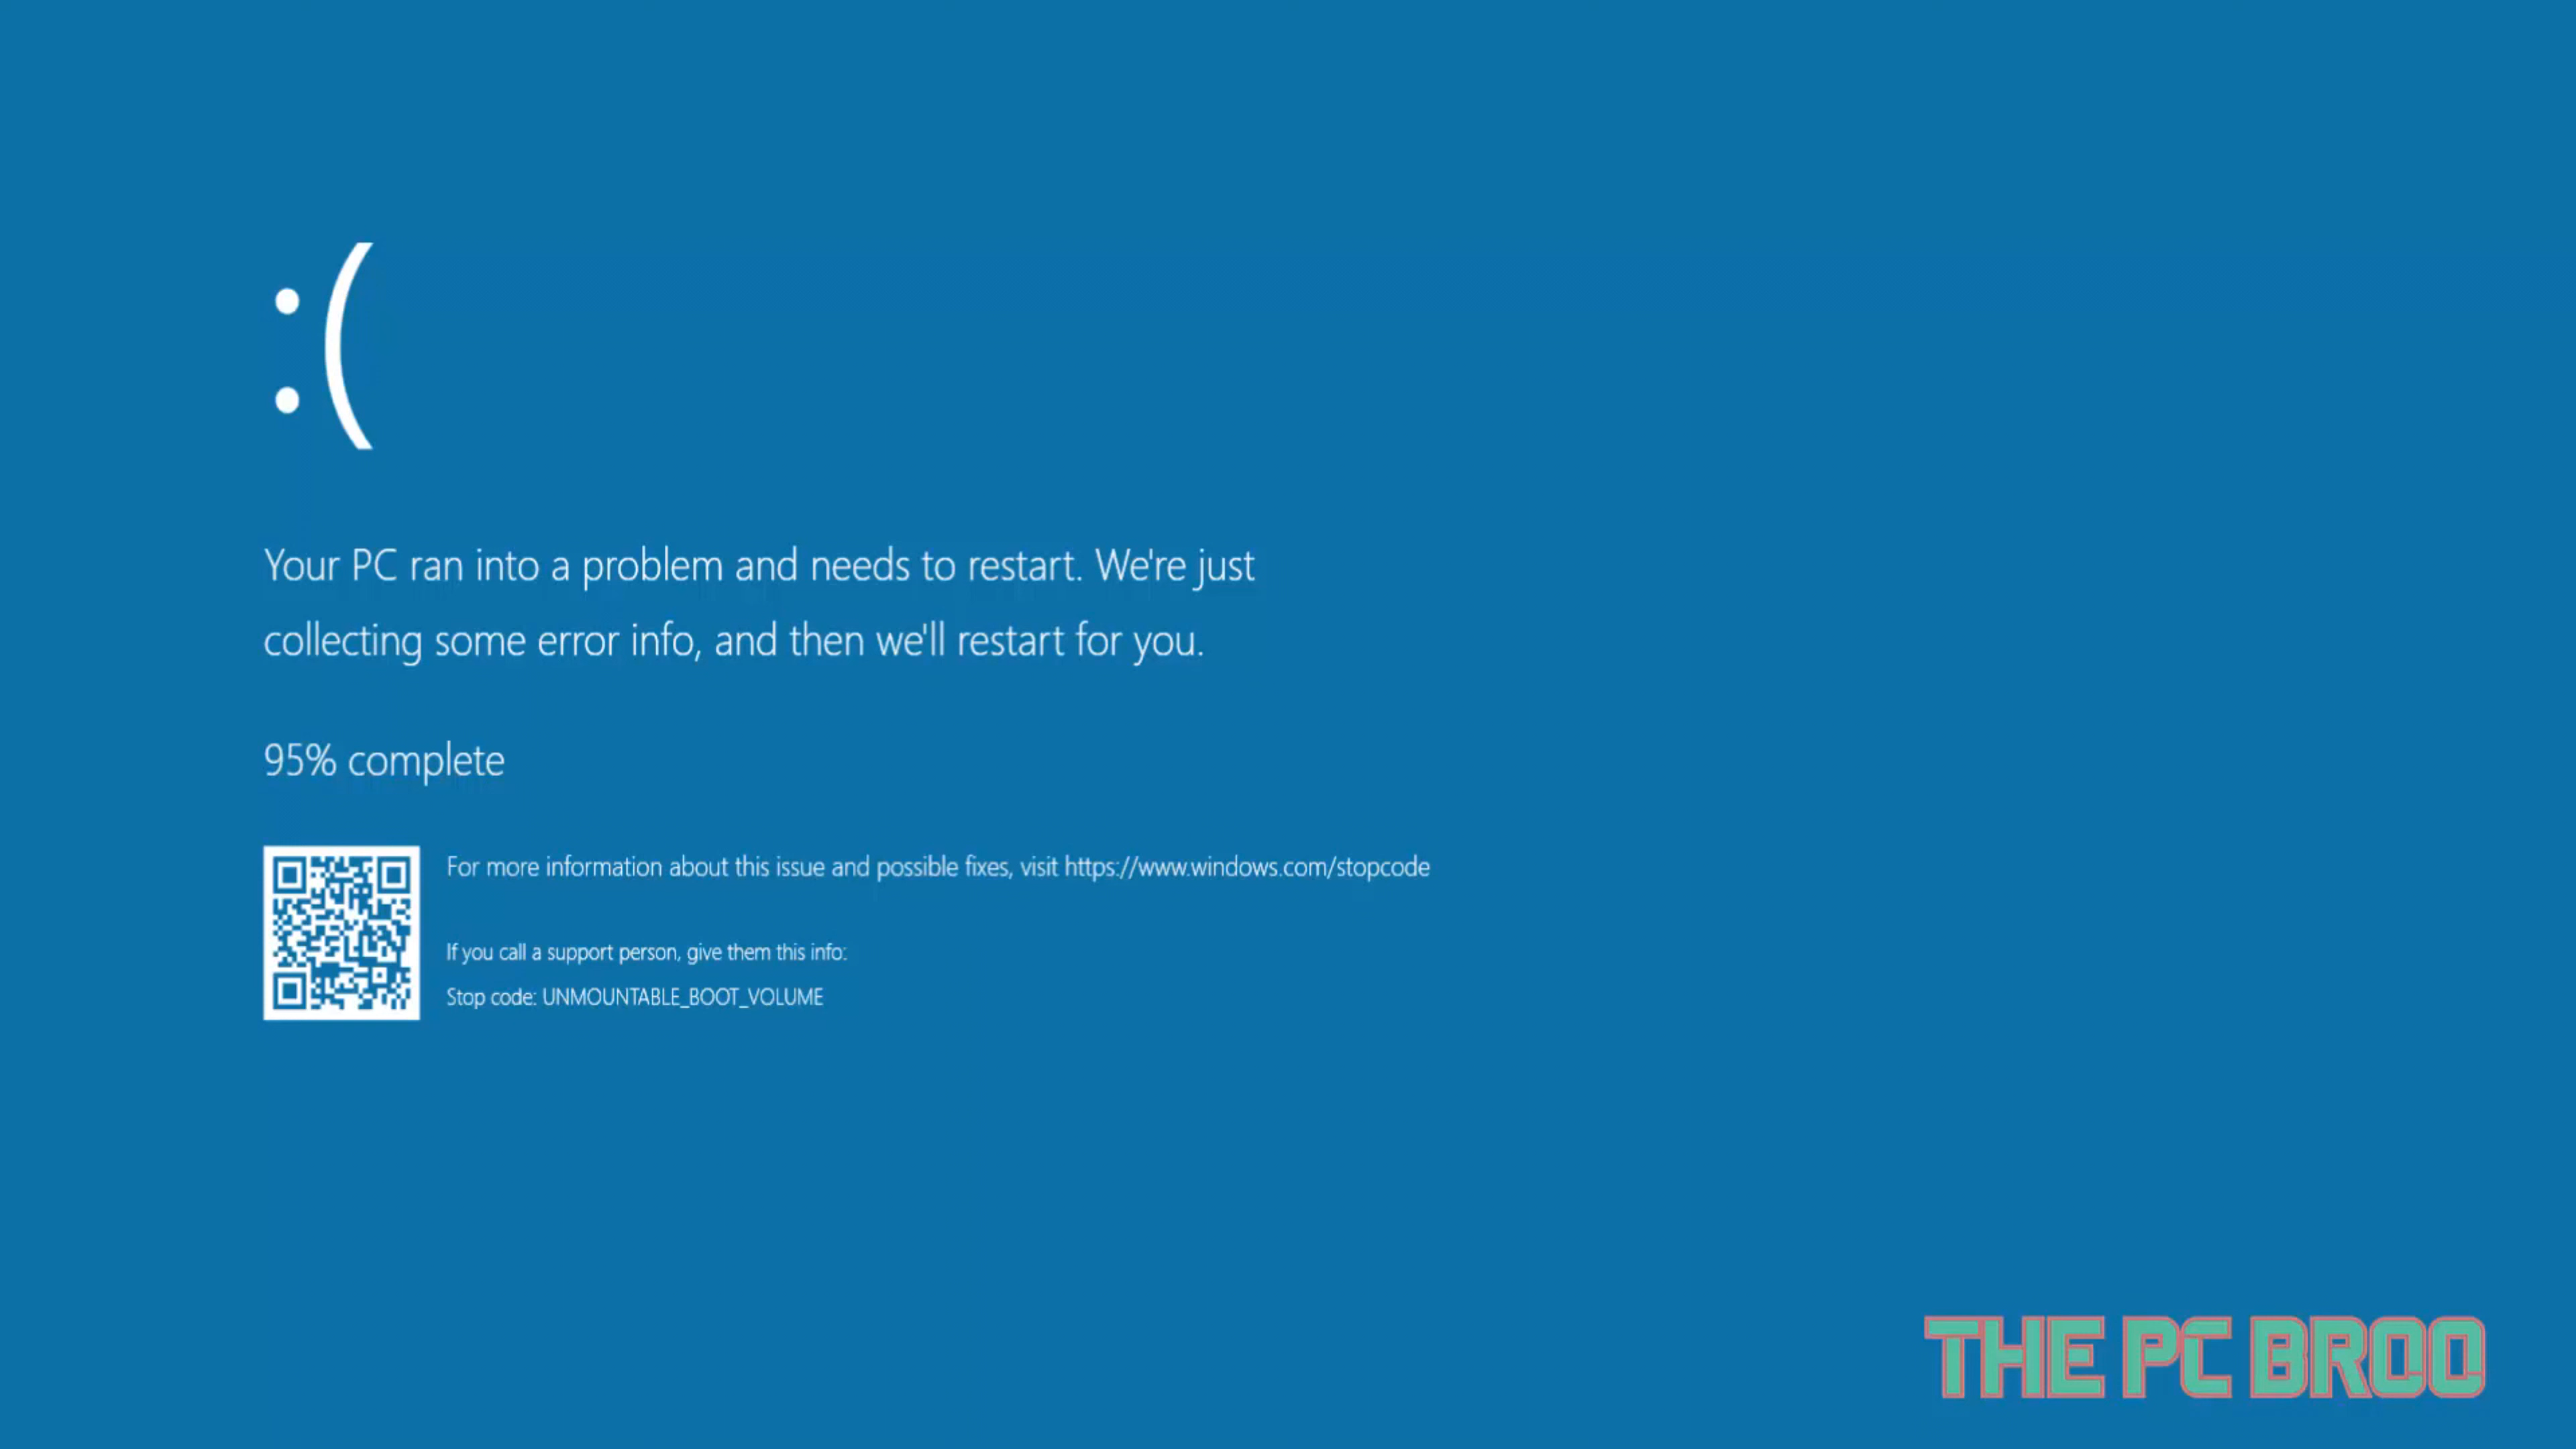 :(
Your PC ran into a problem and needs to restart. We're just
collecting some error info, and then we'll restart for you.
95% complete
For more information about this issue and possible fixes, visit https://www.windows.com/stopcode
If you call a support person, give them this info:
Stop code: UNMOUNTABLE_BOOT_VOLUME
THE PC BROO